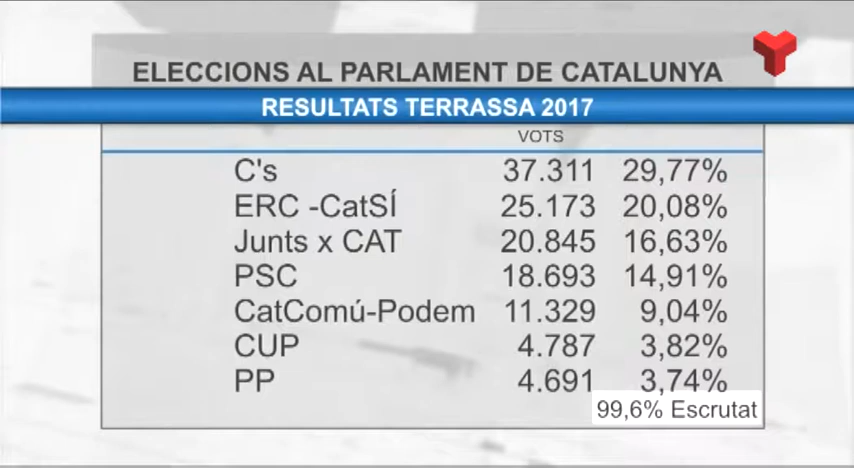 ELECCIONS AL PARLAMENT DE CATALUNYA
RESULTATS TERRASSA 2017
VOTS
C's 37.311 29,77%
ERC -CatSÍ 25.173 20,08%
Junts x CAT 20.845 16,63%
PSC 18.693 14,91%
CatComú-Podem 11.329 9,04%
CUP 4.787 3,82%
PP 4.691 3,74%
99,6% Escrutat